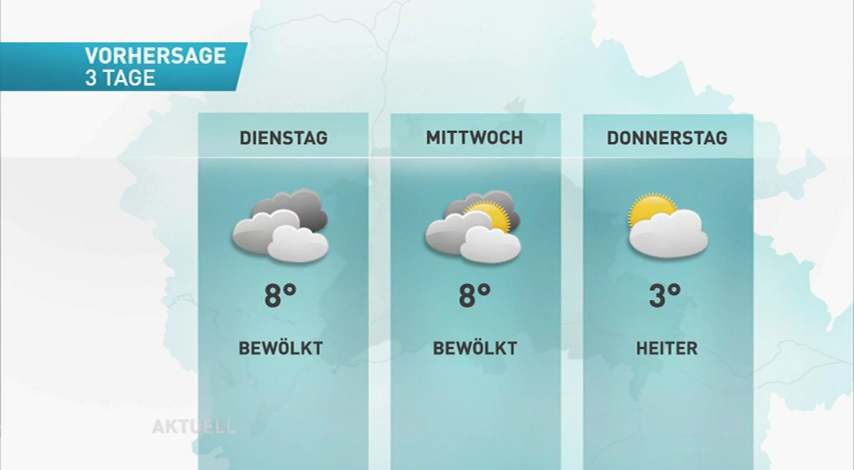 VORHERSAGE
3 TAGE
DIENSTAG
MITTWOCH
DONNERSTAG
8°
8°
3°
BEWÖLKT
BEWÖLKT
HEITER
AKTUELL